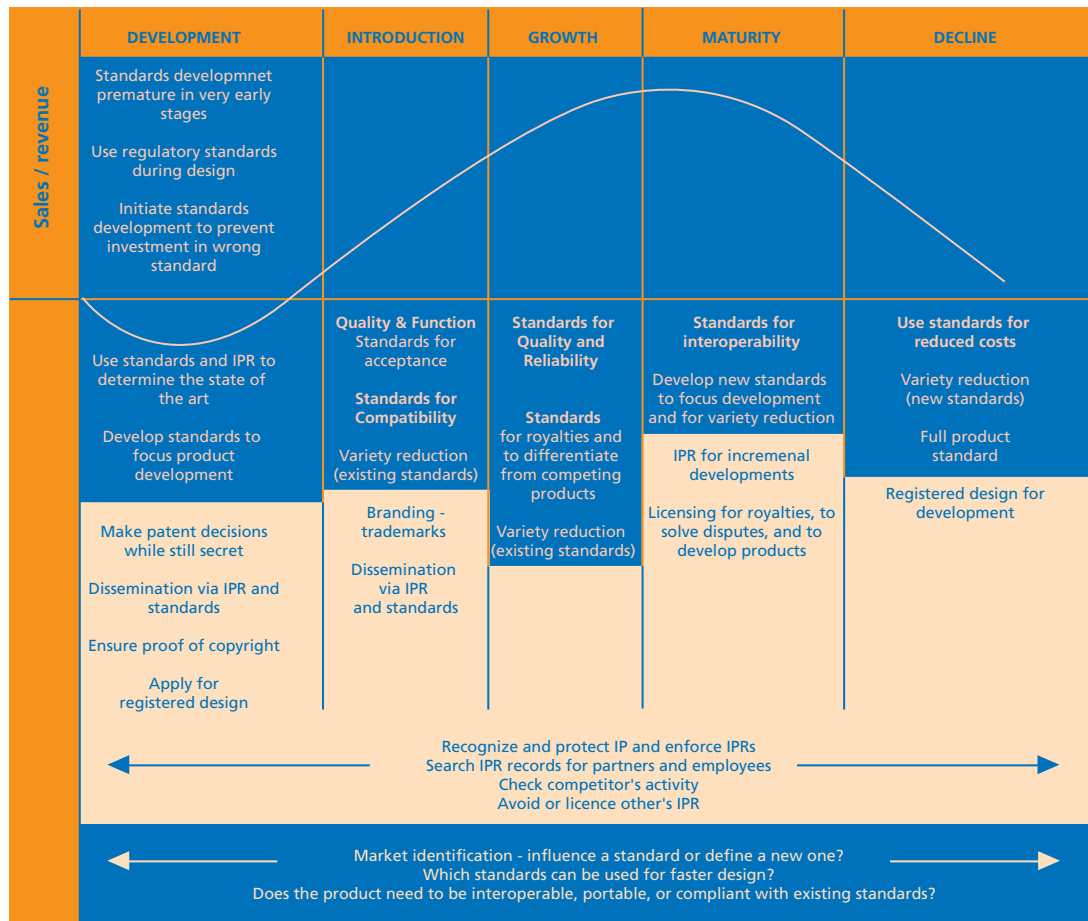 DEVELOPMENT
INTRODUCTION
GROWTH
MATURITY
DECLINE
Sales / revenue
Standards developmnet
premature in very early
stages
Use regulatory standards
during design
Initiate standards
development to prevent
investment in wrong
standard
Use standards and IPR to
determine the state of
the art
Develop standards to
focus product
development
Make patent decisions
while still secret
Dissemination via IPR and
standards
Ensure proof of copyright
Apply for
registered design
Quality & Function
Standards for
acceptance
Standards for
Compatibility
Variety reduction
(existing standards)
Branding -
trademarks
Dissemination
via IPR
and standards
Standards for
Quality and
Reliability
Standards
for royalties and
to differentiate
from competing
products
Variety reduction
(existing standards)
Standards for
interoperability
Develop new standards
to focus development
and for variety reduction
IPR for incremenal
developments
Licensing for royalties, to
solve disputes, and to
develop products
Use standards for
reduced costs
Variety reduction
(new standards)
Full product
standard
Registered design for
development
Recognize and protect IP and enforce IPRs
Search IPR records for partners and employees
Check competitor's activity
Avoid or licence other's IPR
Market identification - influence a standard or define a new one?
Which standards can be used for faster design?
Does the product need to be interoperable, portable, or compliant with existing standards?